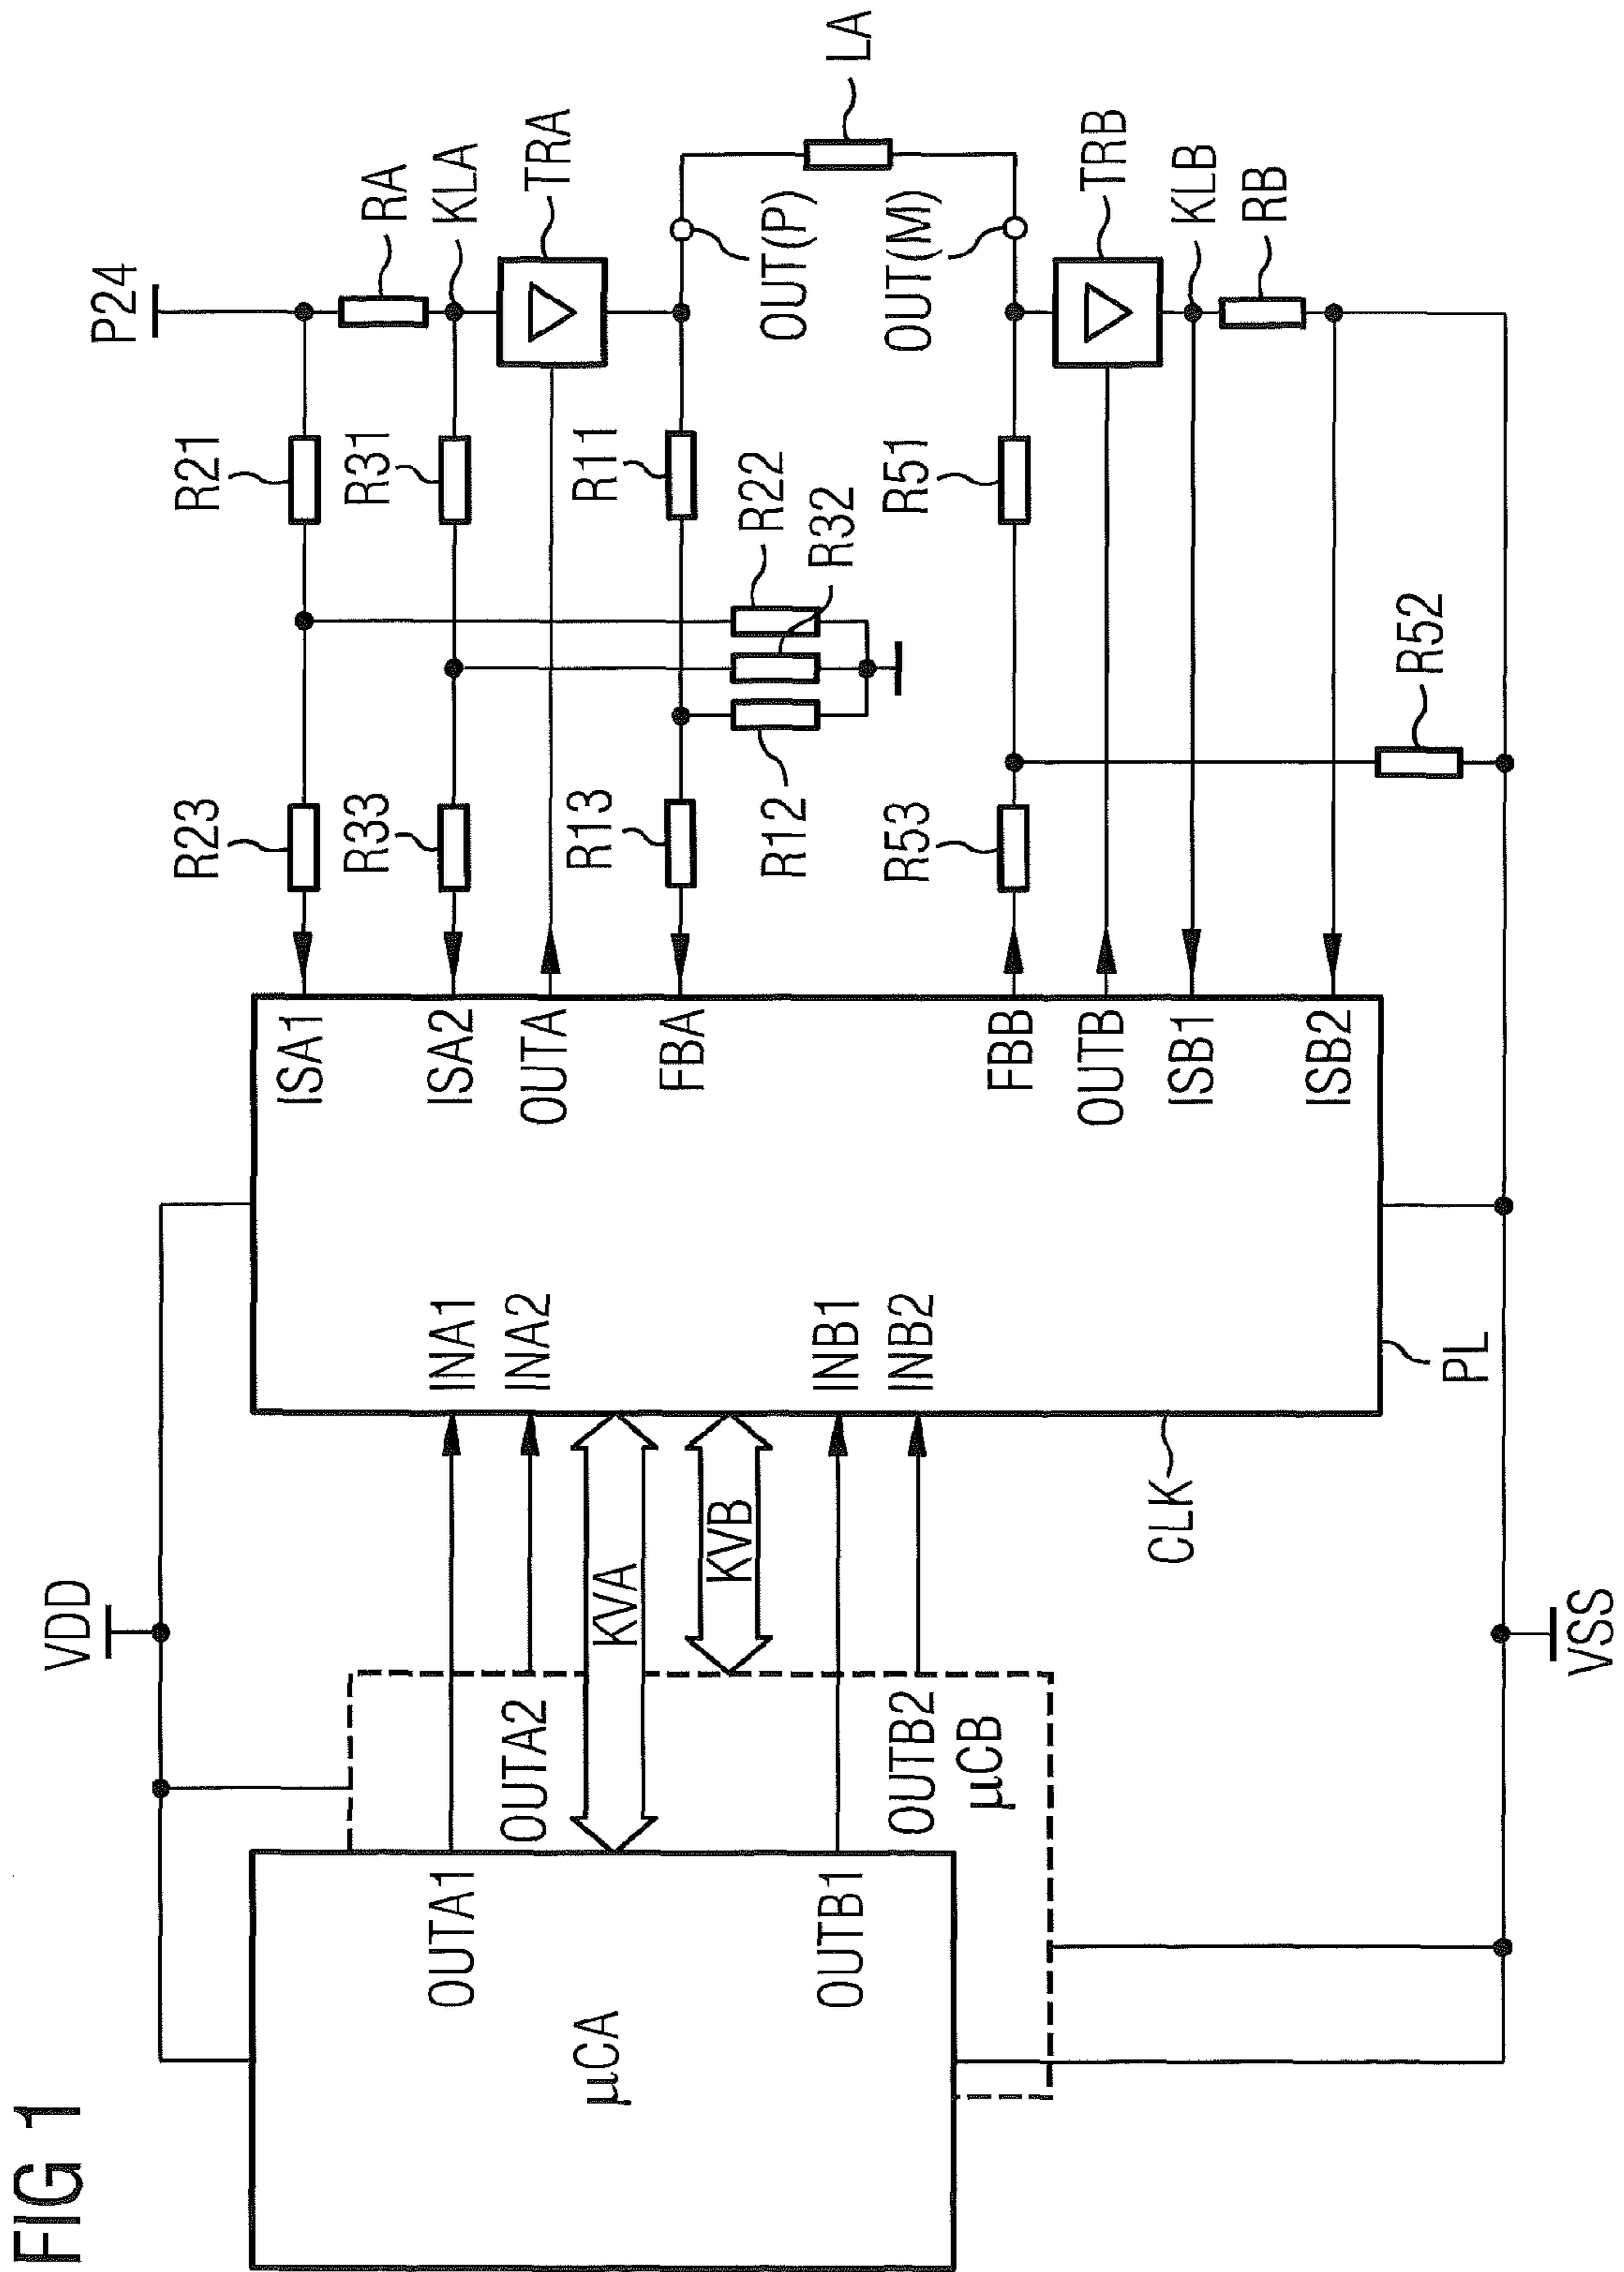 FIG 1
VDD
P24
µCA
OUTA1
OUTB1
OUTA2
OUTB2
µCB
KVA
KVB
INA1
INA2
INB1
INB2
CLK
PL
VSS
ISA1
ISA2
OUTA
FBA
FBB
OUTB
ISB1
ISB2
R23
R33
R13
R12
R53
R52
R21
R31
R11
R22
R32
R51
RA
KLA
TRA
OUT(P)
OUT(M)
LA
TRB
KLB
RB